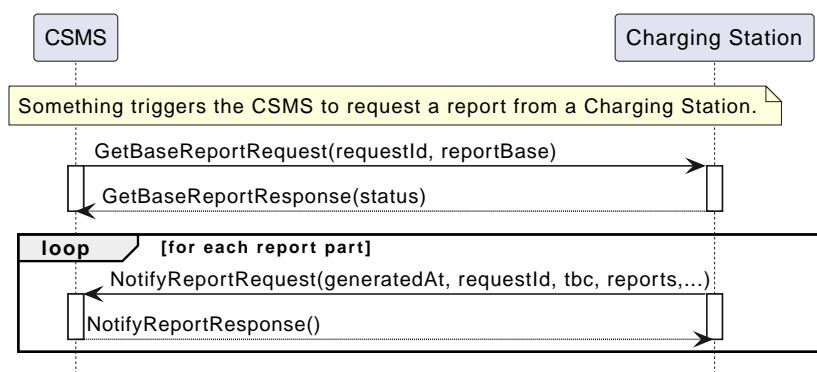 CSMS
Charging Station
Something triggers the CSMS to request a report from a Charging Station.
GetBaseReportRequest(requestId, reportBase)
GetBaseReportResponse(status)
loop
[for each report part]
NotifyReportRequest(generatedAt, requestId, tbc, reports,...)
NotifyReportResponse()